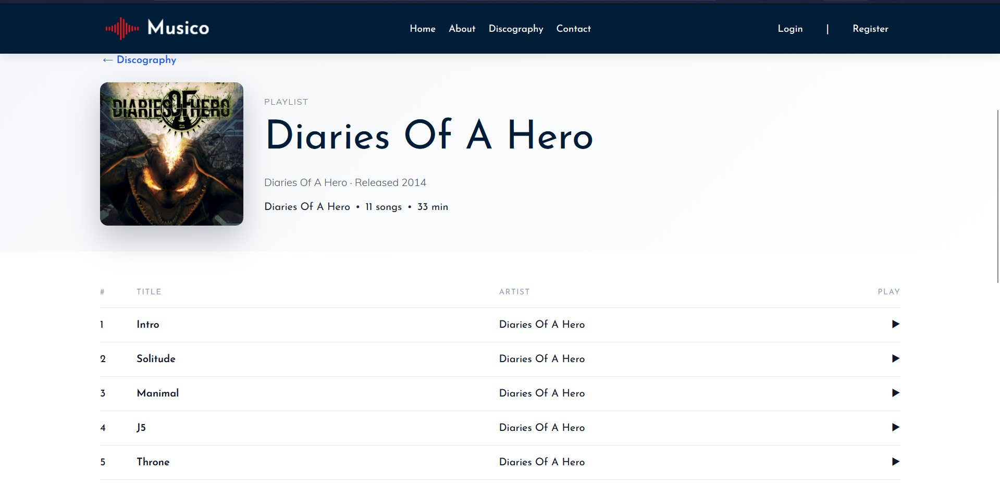 Musico
Home About Discography Contact
Login | Register
← Discography
DIARIES OF A HERO
PLAYLIST
Diaries Of A Hero
Diaries Of A Hero · Released 2014
Diaries Of A Hero • 11 songs • 33 min
# TITLE ARTIST PLAY
1 Intro Diaries Of A Hero ▶
2 Solitude Diaries Of A Hero ▶
3 Manimal Diaries Of A Hero ▶
4 J5 Diaries Of A Hero ▶
5 Throne Diaries Of A Hero ▶